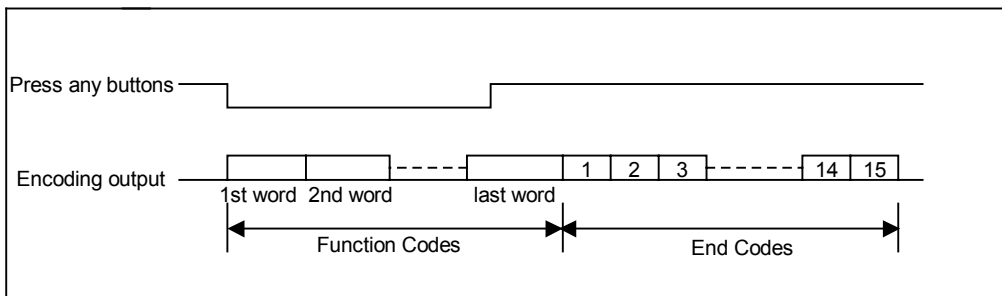 Press any buttons
Encoding output
1 2 3 14 15
1st word 2nd word last word
Function Codes End Codes